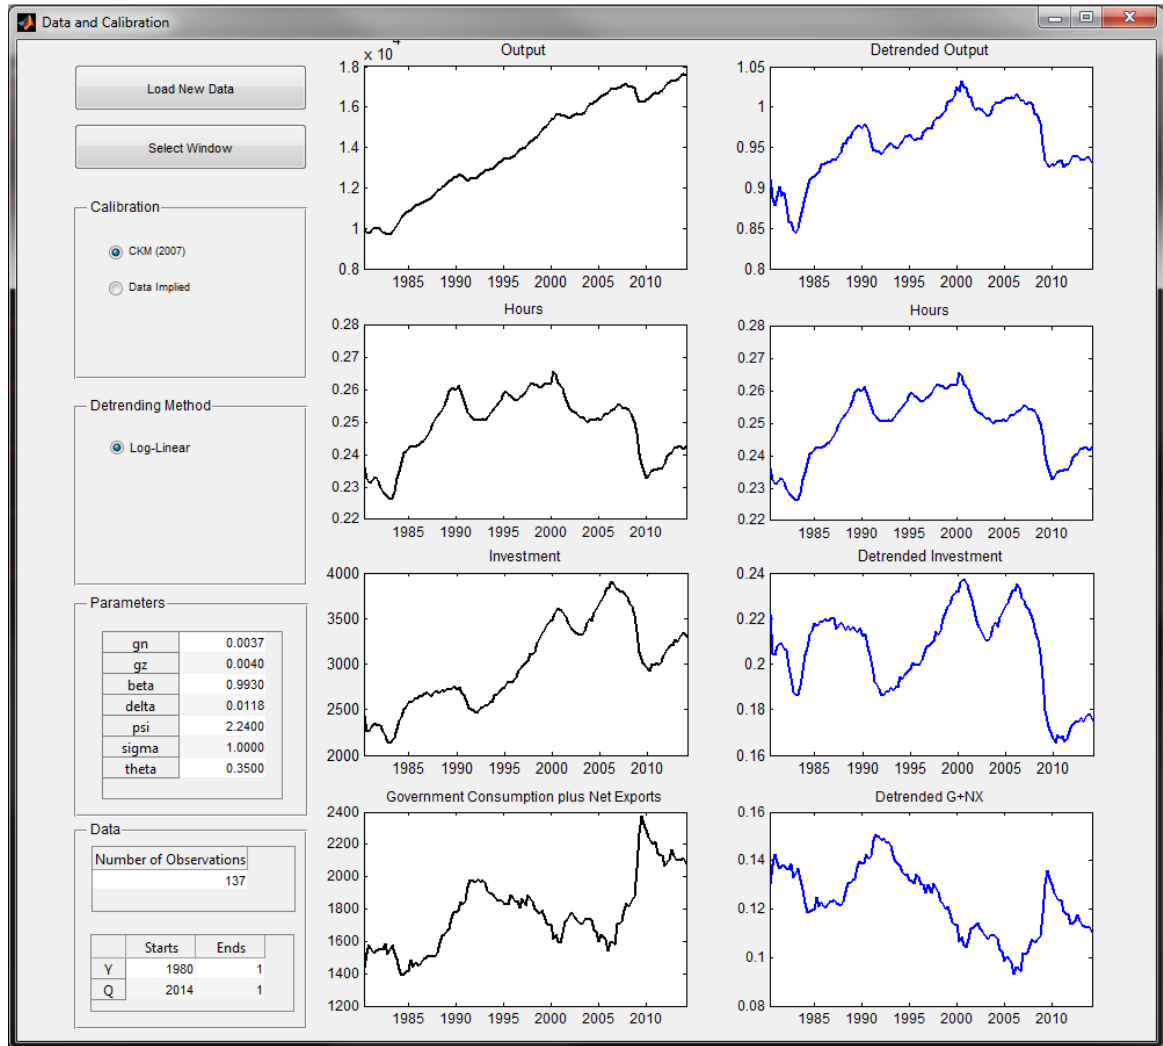 Data and Calibration
Load New Data
Select Window
Calibration
CKM (2007)
Data Implied
Detrending Method
Log-Linear
Parameters
gn 0.0037
gz 0.0040
beta 0.9930
delta 0.0118
psi 2.2400
sigma 1.0000
theta 0.3500
Data
Number of Observations
137
Starts Ends
Y 1980 1
Q 2014 1
Output
x 10 4
1.8
1.6
1.4
1.2
1
0.8
1985 1990 1995 2000 2005 2010
Detrended Output
1.05
1
0.95
0.9
0.85
0.8
1985 1990 1995 2000 2005 2010
Hours
0.28
0.27
0.26
0.25
0.24
0.23
0.22
1985 1990 1995 2000 2005 2010
Hours
0.28
0.27
0.26
0.25
0.24
0.23
0.22
1985 1990 1995 2000 2005 2010
Investment
4000
3500
3000
2500
2000
1985 1990 1995 2000 2005 2010
Detrended Investment
0.24
0.22
0.2
0.18
0.16
1985 1990 1995 2000 2005 2010
Government Consumption plus Net Exports
2400
2200
2000
1800
1600
1400
1200
1985 1990 1995 2000 2005 2010
Detrended G+NX
0.16
0.14
0.12
0.1
0.08
1985 1990 1995 2000 2005 2010